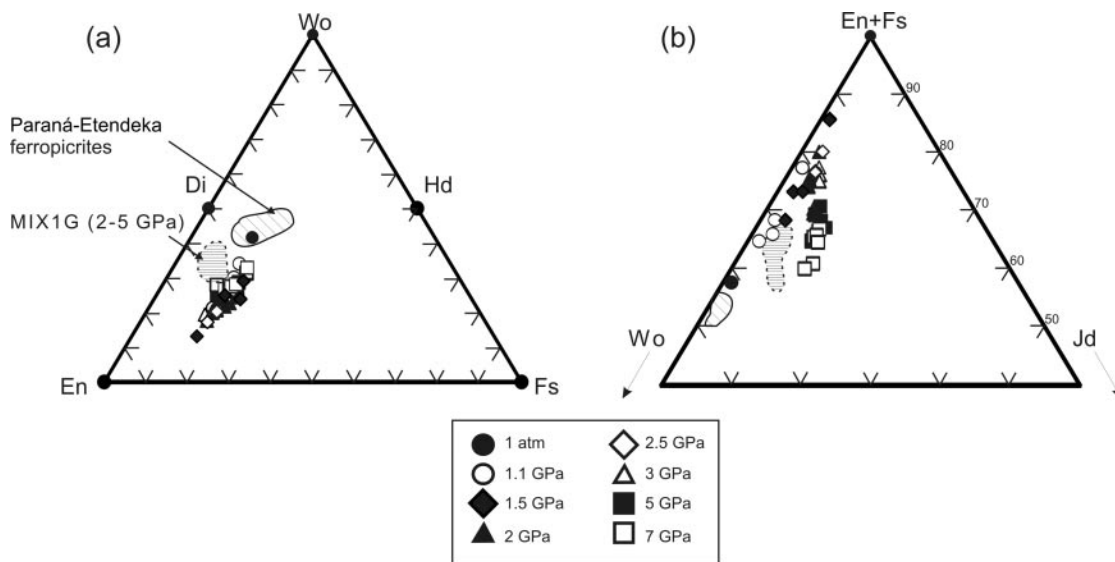 (a)
Wo
Paraná-Etendeka
ferropicrites
Di
Hd
MIX1G (2-5 GPa)
En
Fs
(b)
En+Fs
90
80
70
60
50
Wo
Jd
1 atm
1.1 GPa
1.5 GPa
2 GPa
2.5 GPa
3 GPa
5 GPa
7 GPa